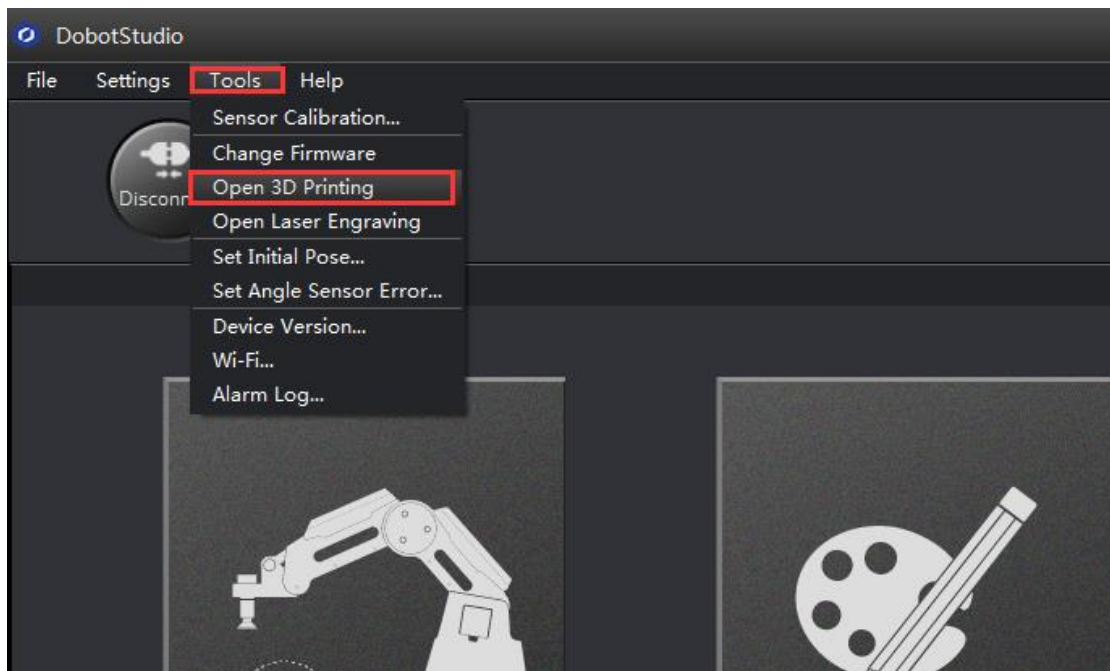 DobotStudio
File Settings Tools Help
Sensor Calibration...
Change Firmware
Disconn
Open 3D Printing
Open Laser Engraving
Set Initial Pose...
Set Angle Sensor Error...
Device Version...
Wi-Fi...
Alarm Log...